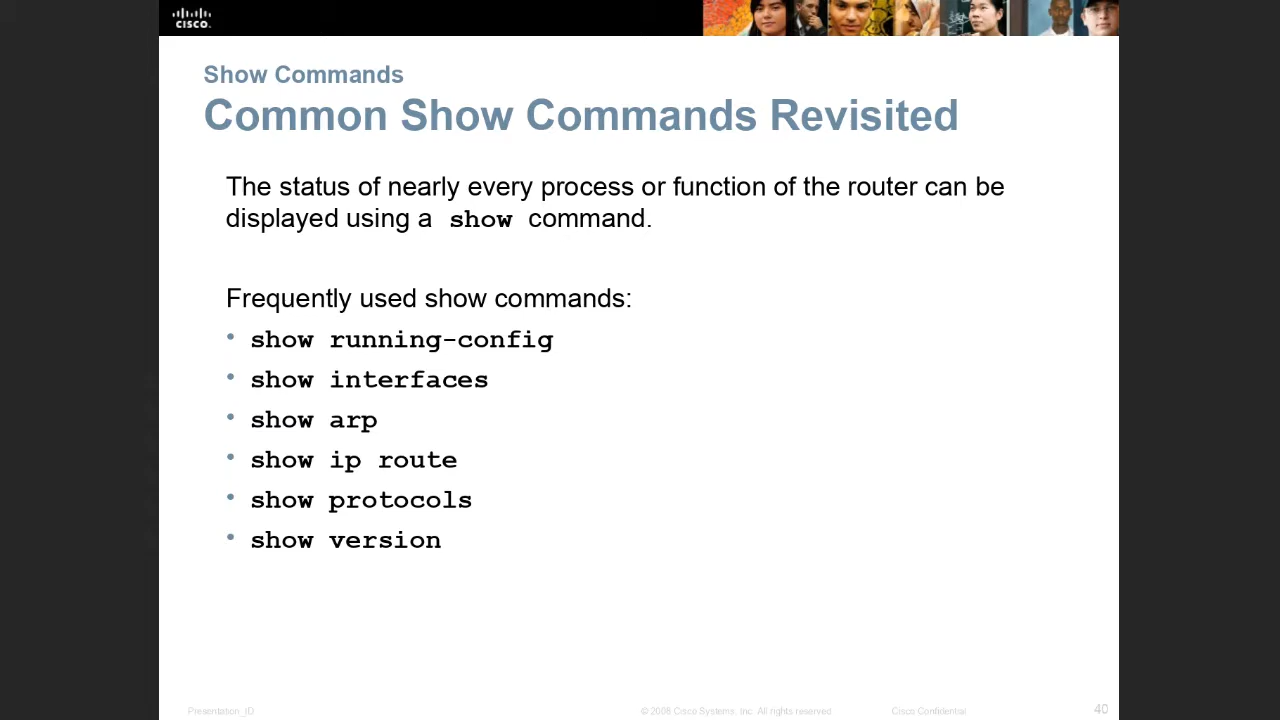 CISCO
Show Commands
Common Show Commands Revisited
The status of nearly every process or function of the router can be
displayed using a show command.
Frequently used show commands:
• show running-config
• show interfaces
• show arp
• show ip route
• show protocols
• show version
Presentation_ID © 2008 Cisco Systems, Inc. All rights reserved Cisco Confidential 40